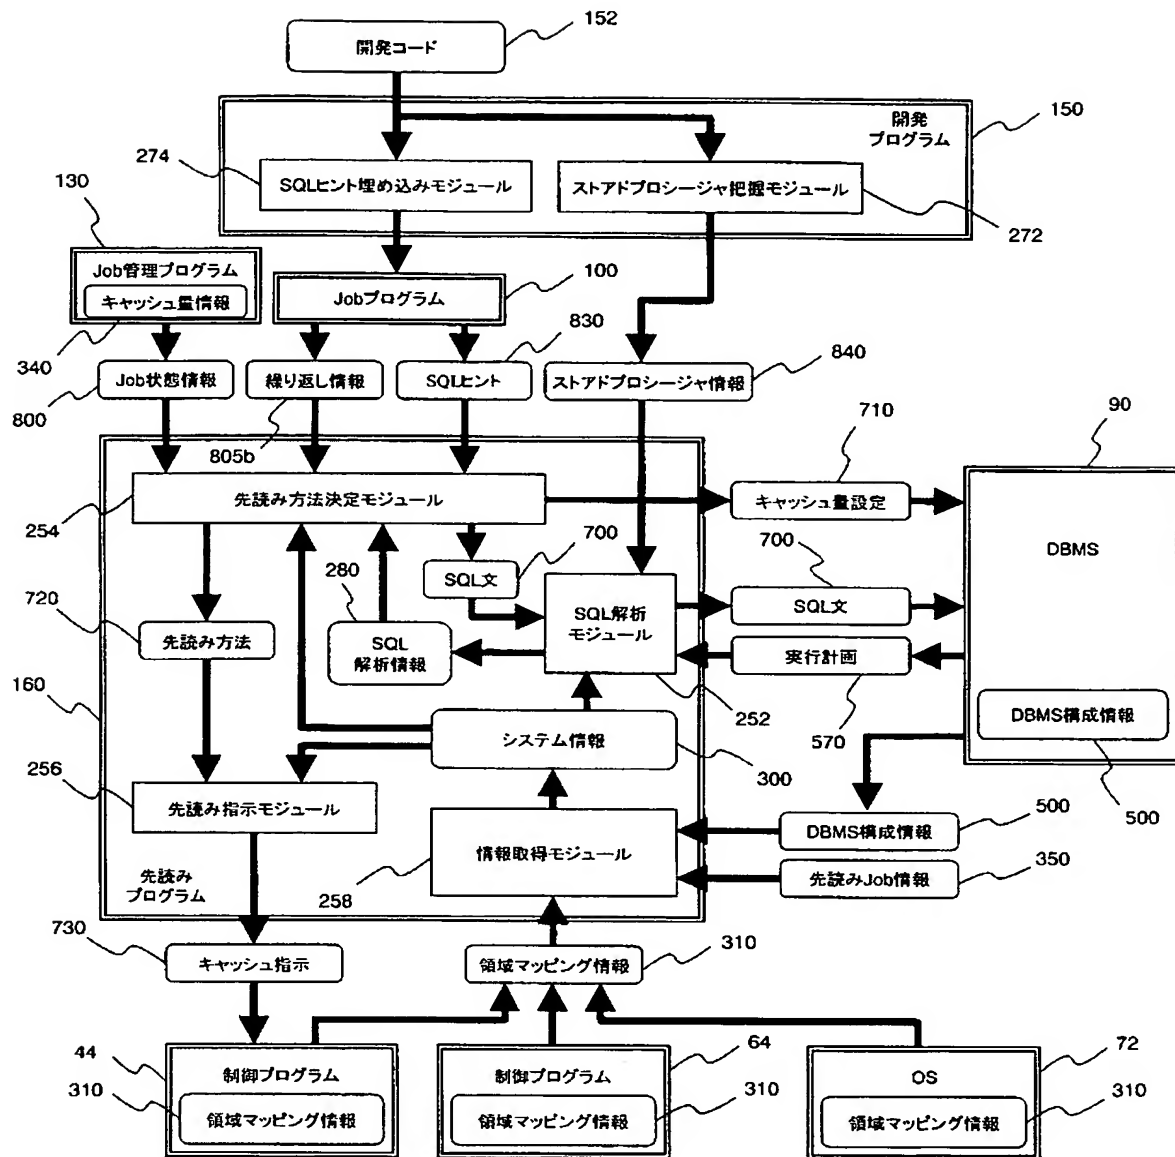 開発コード
152
開発
プログラム
150
274
SQLヒント埋め込みモジュール
ストアドプロシージャ把握モジュール
272
130
Job管理プログラム
キャッシュ量情報
340
Jobプログラム
100
830
840
Job状態情報
800
繰り返し情報
805b
SQLヒント
ストアドプロシージャ情報
710
90
254
先読み方法決定モジュール
キャッシュ量設定
DBMS
700
SQL文
280
SQL
解析情報
SQL解析
モジュール
700
SQL文
実行計画
570
720
先読み方法
160
252
システム情報
300
DBMS構成情報
500
256
先読み指示モジュール
情報取得モジュール
258
DBMS構成情報
500
先読みJob情報
350
先読み
プログラム
730
キャッシュ指示
領域マッピング情報
310
44
制御プログラム
310
領域マッピング情報
64
制御プログラム
領域マッピング情報
310
72
OS
領域マッピング情報
310